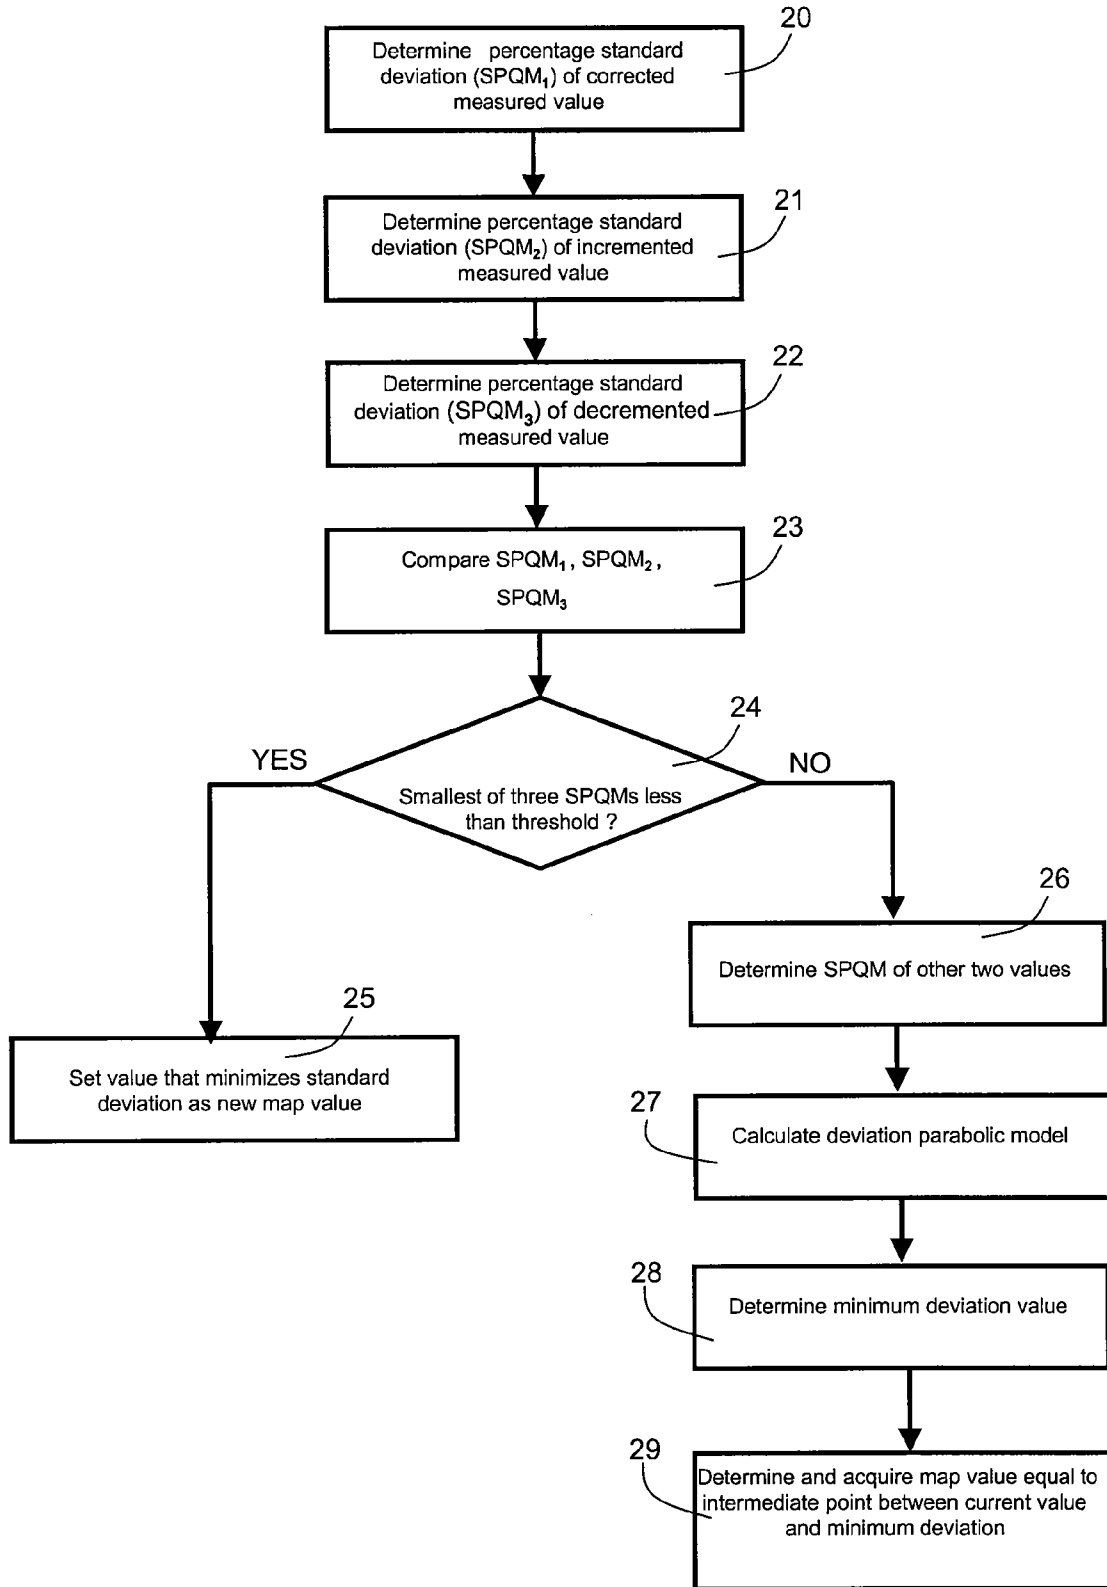 20
Determine percentage standard
deviation (SPQM₁) of corrected
measured value
21
Determine percentage standard
deviation (SPQM₂) of incremented
measured value
22
Determine percentage standard
deviation (SPQM₃) of decremented
measured value
23
Compare SPQM₁, SPQM₂,
SPQM₃
24
YES
NO
Smallest of three SPQMs less
than threshold ?
26
Determine SPQM of other two values
25
Set value that minimizes standard
deviation as new map value
27
Calculate deviation parabolic model
28
Determine minimum deviation value
29
Determine and acquire map value equal to
intermediate point between current value
and minimum deviation